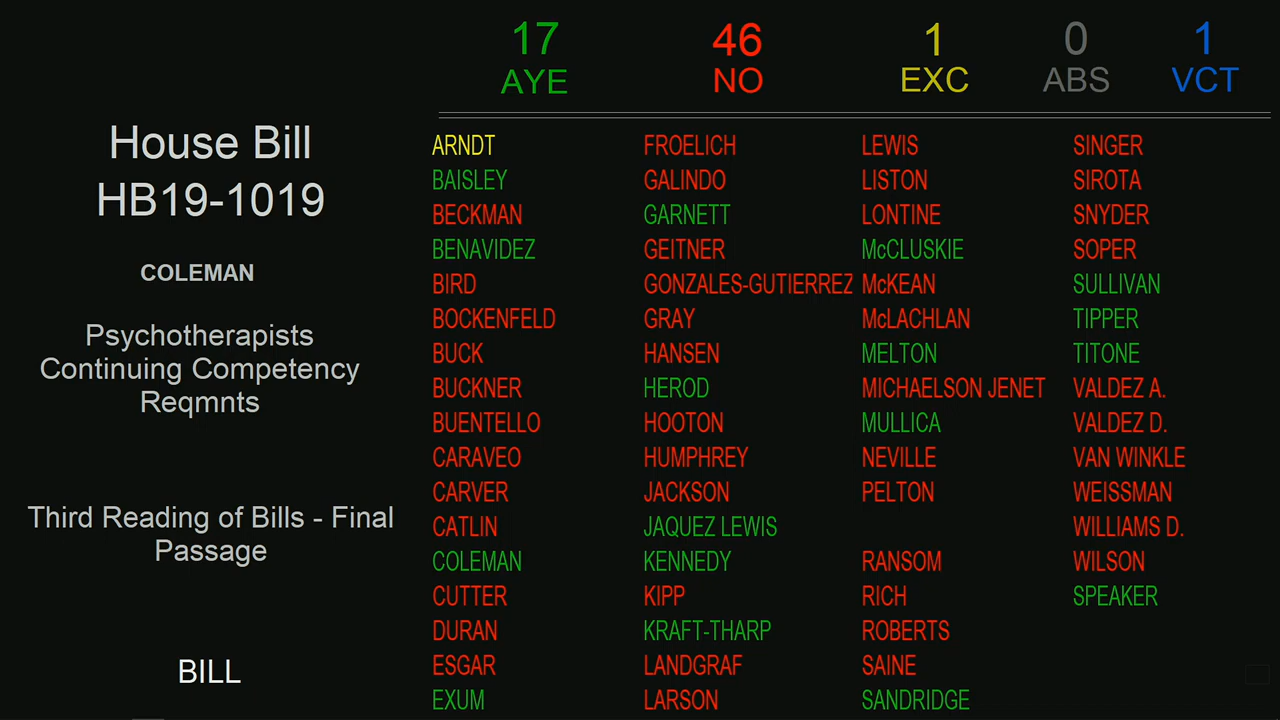 17 46 1 0 1
AYE NO EXC ABS VCT
House Bill
HB19-1019
COLEMAN
Psychotherapists
Continuing Competency
Reqmnts
Third Reading of Bills - Final
Passage
BILL
ARNDT
BAISLEY
BECKMAN
BENAVIDEZ
BIRD
BOCKENFELD
BUCK
BUCKNER
BUENTELLO
CARAVEO
CARVER
CATLIN
COLEMAN
CUTTER
DURAN
ESGAR
EXUM
FROELICH
GALINDO
GARNETT
GEITNER
GONZALES-GUTIERREZ
GRAY
HANSEN
HEROD
HOOTON
HUMPHREY
JACKSON
JAQUEZ LEWIS
KENNEDY
KIPP
KRAFT-THARP
LANDGRAF
LARSON
LEWIS
LISTON
LONTINE
McCLUSKIE
McKEAN
McLACHLAN
MELTON
MICHAELSON JENET
MULLICA
NEVILLE
PELTON
RANSOM
RICH
ROBERTS
SAINE
SANDRIDGE
SINGER
SIROTA
SNYDER
SOPER
SULLIVAN
TIPPER
TITONE
VALDEZ A.
VALDEZ D.
VAN WINKLE
WEISSMAN
WILLIAMS D.
WILSON
SPEAKER